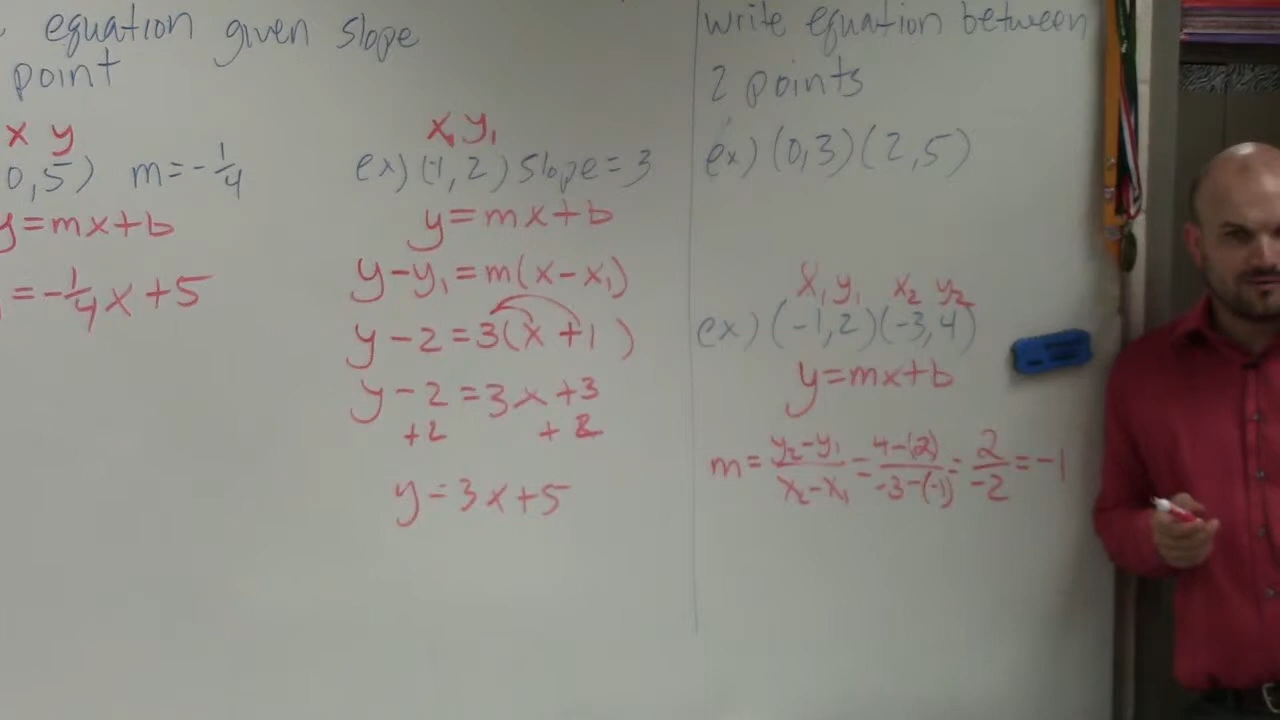 equation given slope
point
x y
0,5) m=-1/4
y=mx+b
=-1/4x+5
x₁ y₁
ex) (-1,2) slope=3
y=mx+b
y-y₁=m(x-x₁)
y-2=3(x+1)
y-2=3x+3
+2 +2
y=3x+5
write equation between
2 points
ex) (0,3)(2,5)
x₁ y₁ x₂ y₂
ex) (-1,2)(-3,4)
y=mx+b
m=y₂-y₁/x₂-x₁=4-(2)/-3-(-1)=2/-2=-1